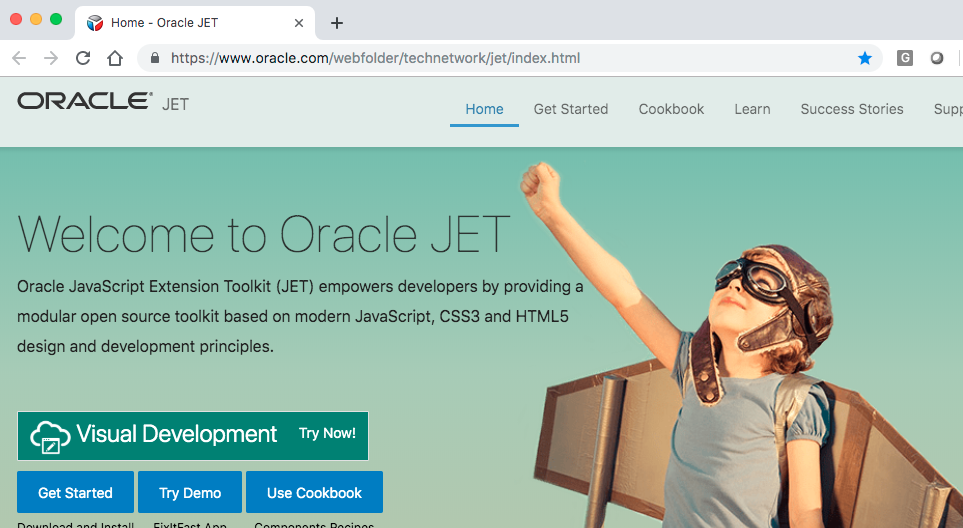 Home - Oracle JET
https://www.oracle.com/webfolder/technetwork/jet/index.html
G
ORACLE® JET
Home Get Started Cookbook Learn Success Stories Supp
Welcome to Oracle JET
Oracle JavaScript Extension Toolkit (JET) empowers developers by providing a
modular open source toolkit based on modern JavaScript, CSS3 and HTML5
design and development principles.
Visual Development Try Now!
Get Started Try Demo Use Cookbook
Download and Install FixItFast App Components Recipes